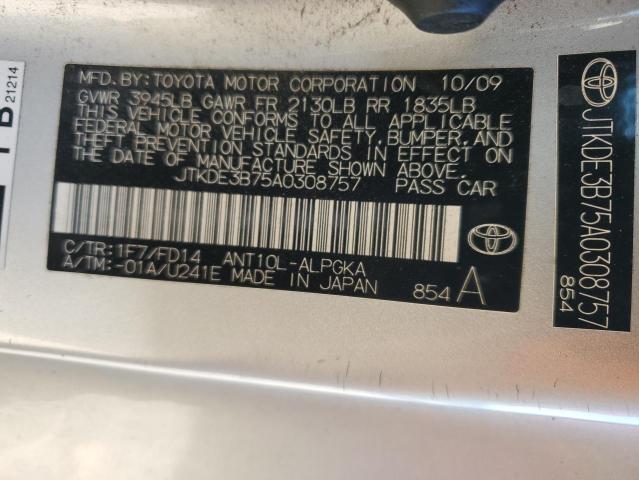 MFD. BY: TOYOTA MOTOR CORPORATION 10/09
GVWR 3945LB GAWR FR 2130LB RR 1835LB
THIS VEHICLE CONFORMS TO ALL APPLICABLE
FEDERAL MOTOR VEHICLE SAFETY, BUMPER, AND
THEFT PREVENTION STANDARDS IN EFFECT ON
THE DATE OF MANUFACTURE SHOWN ABOVE.
JTKDE3B75A0308757 PASS CAR
C/TR: 1F7/FD14 ANT10L-ALPGKA
A/TM: -01A/U241E MADE IN JAPAN
854 A
JTKDE3B75A0308757
854
21214